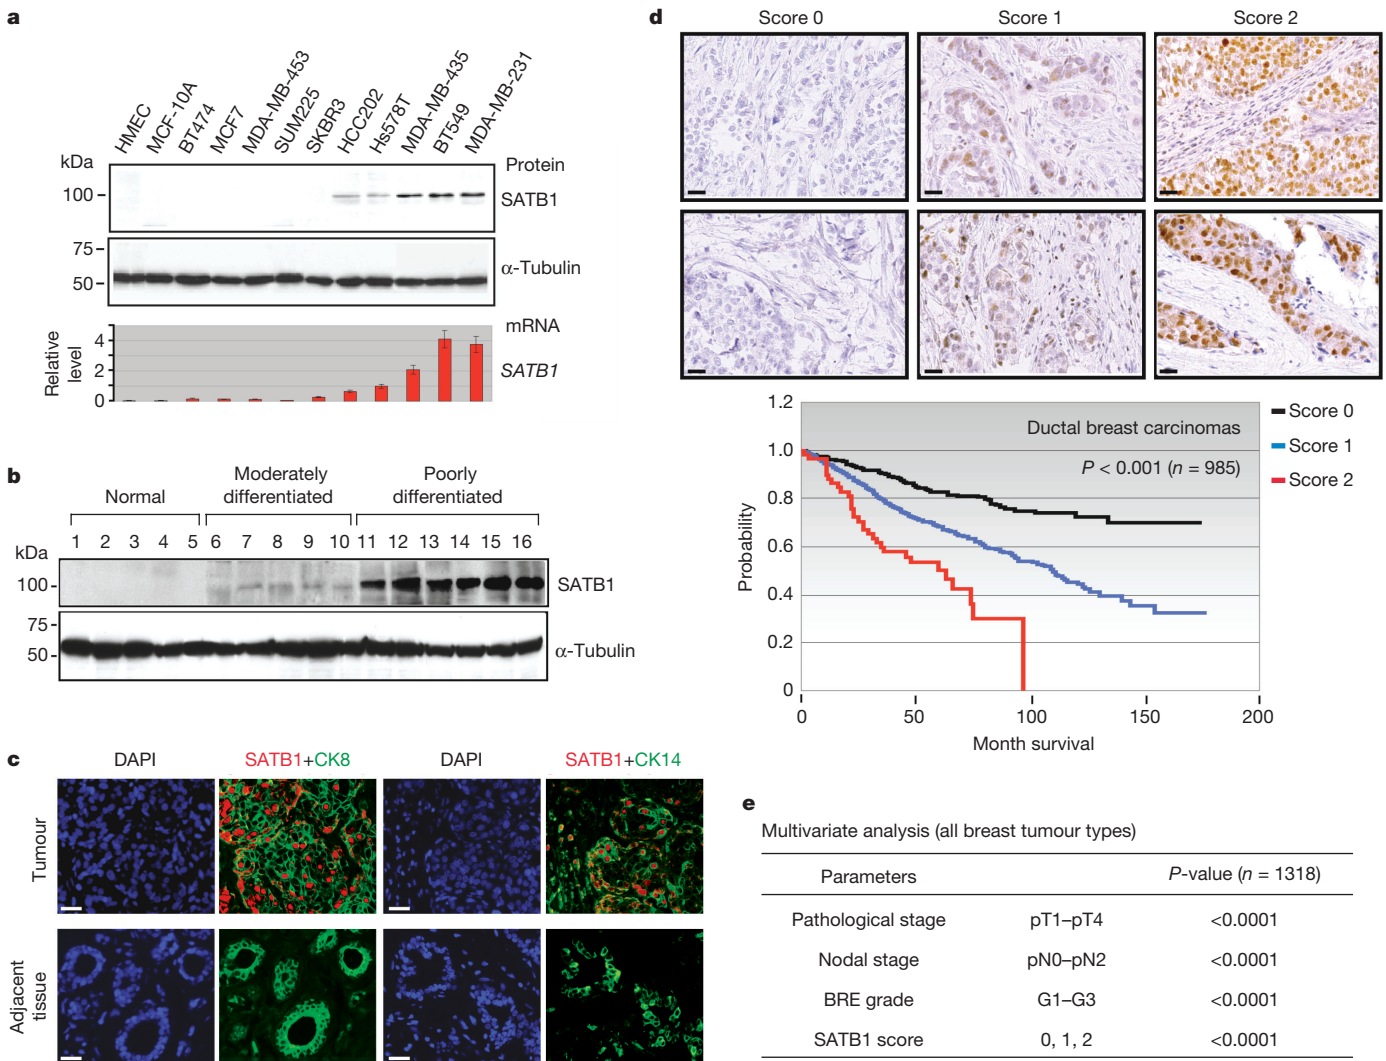 a
HMEC
MCF-10A
BT474
MCF7
MDA-MB-453
SUM225
SKBR3
HCC202
Hs578T
MDA-MB-435
BT549
MDA-MB-231
kDa
Protein
100
SATB1
75
50
α-Tubulin
mRNA
Relative level
4
2
0
SATB1
b
Normal
Moderately differentiated
Poorly differentiated
1 2 3 4 5 6 7 8 9 10 11 12 13 14 15 16
kDa
100
SATB1
75
50
α-Tubulin
c
DAPI
SATB1+CK8
DAPI
SATB1+CK14
Tumour
Adjacent tissue
d
Score 0
Score 1
Score 2
1.2
1.0
0.8
0.6
0.4
0.2
0
Probability
Ductal breast carcinomas
P < 0.001 (n = 985)
Score 0
Score 1
Score 2
0 50 100 150 200
Month survival
e
Multivariate analysis (all breast tumour types)
Parameters P-value (n = 1318)
Pathological stage pT1–pT4 <0.0001
Nodal stage pN0–pN2 <0.0001
BRE grade G1–G3 <0.0001
SATB1 score 0, 1, 2 <0.0001